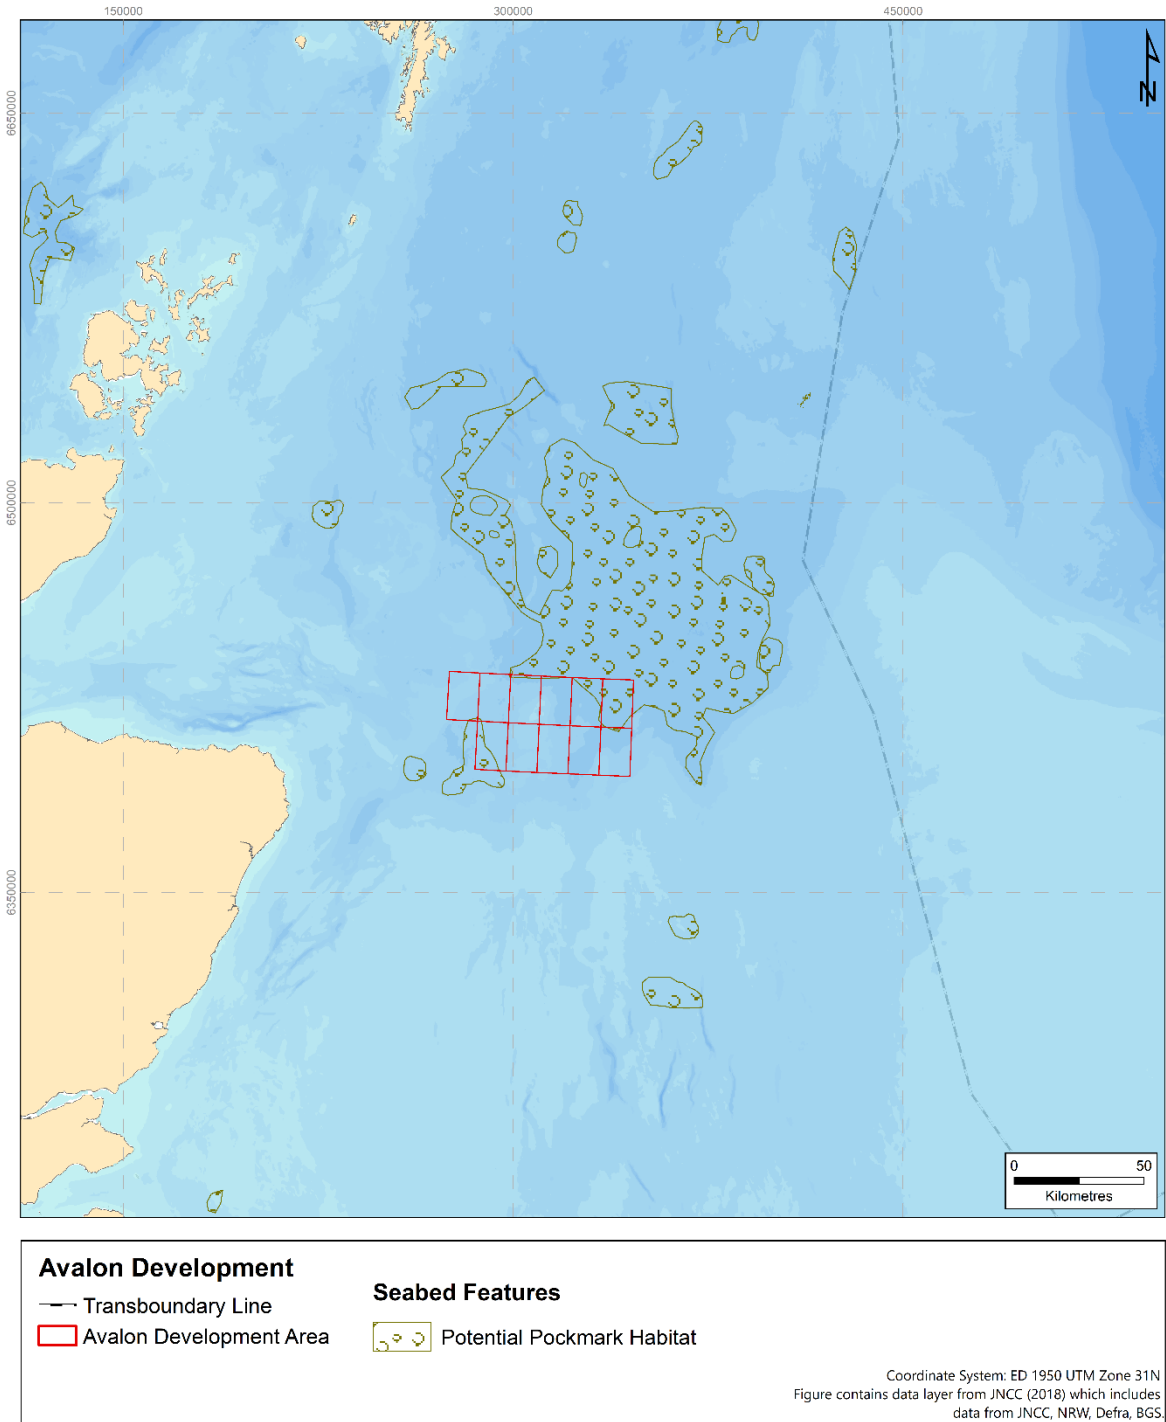 150000
300000
450000
N
6650000
6500000
6350000
0
50
Kilometres
Avalon Development
Transboundary Line
Avalon Development Area
Seabed Features
Potential Pockmark Habitat
Coordinate System: ED 1950 UTM Zone 31N
Figure contains data layer from JNCC (2018) which includes
data from JNCC, NRW, Defra, BGS